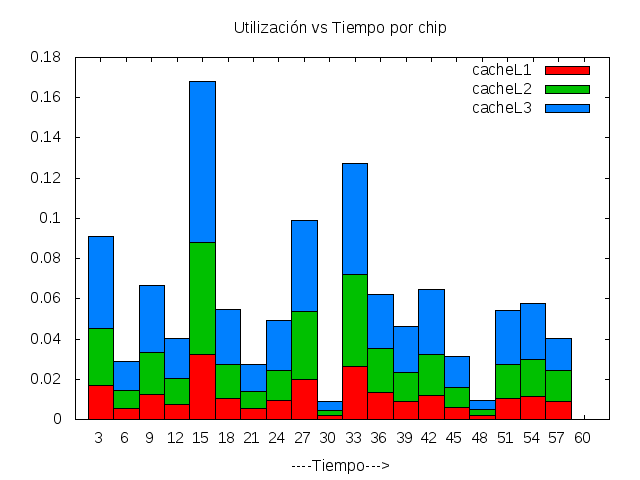 Utilización vs Tiempo por chip
0.18
0.16
0.14
0.12
0.1
0.08
0.06
0.04
0.02
0
cacheL1
cacheL2
cacheL3
3 6 9 12 15 18 21 24 27 30 33 36 39 42 45 48 51 54 57 60
----Tiempo--->